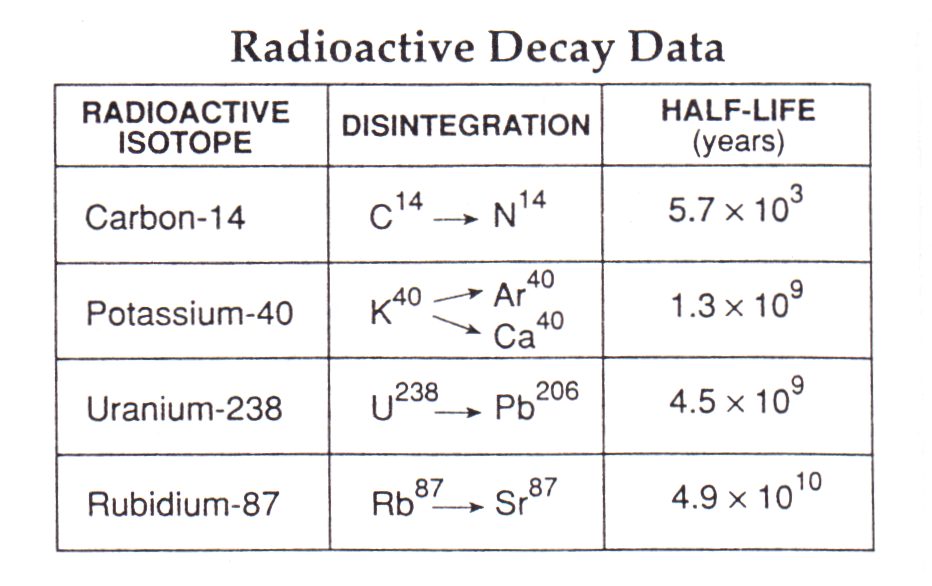 Radioactive Decay Data
RADIOACTIVE ISOTOPE DISINTEGRATION HALF-LIFE (years)
Carbon-14 C¹⁴ → N¹⁴ 5.7 × 10³
Potassium-40 K⁴⁰ → Ar⁴⁰ → Ca⁴⁰ 1.3 × 10⁹
Uranium-238 U²³⁸ → Pb²⁰⁶ 4.5 × 10⁹
Rubidium-87 Rb⁸⁷ → Sr⁸⁷ 4.9 × 10¹⁰